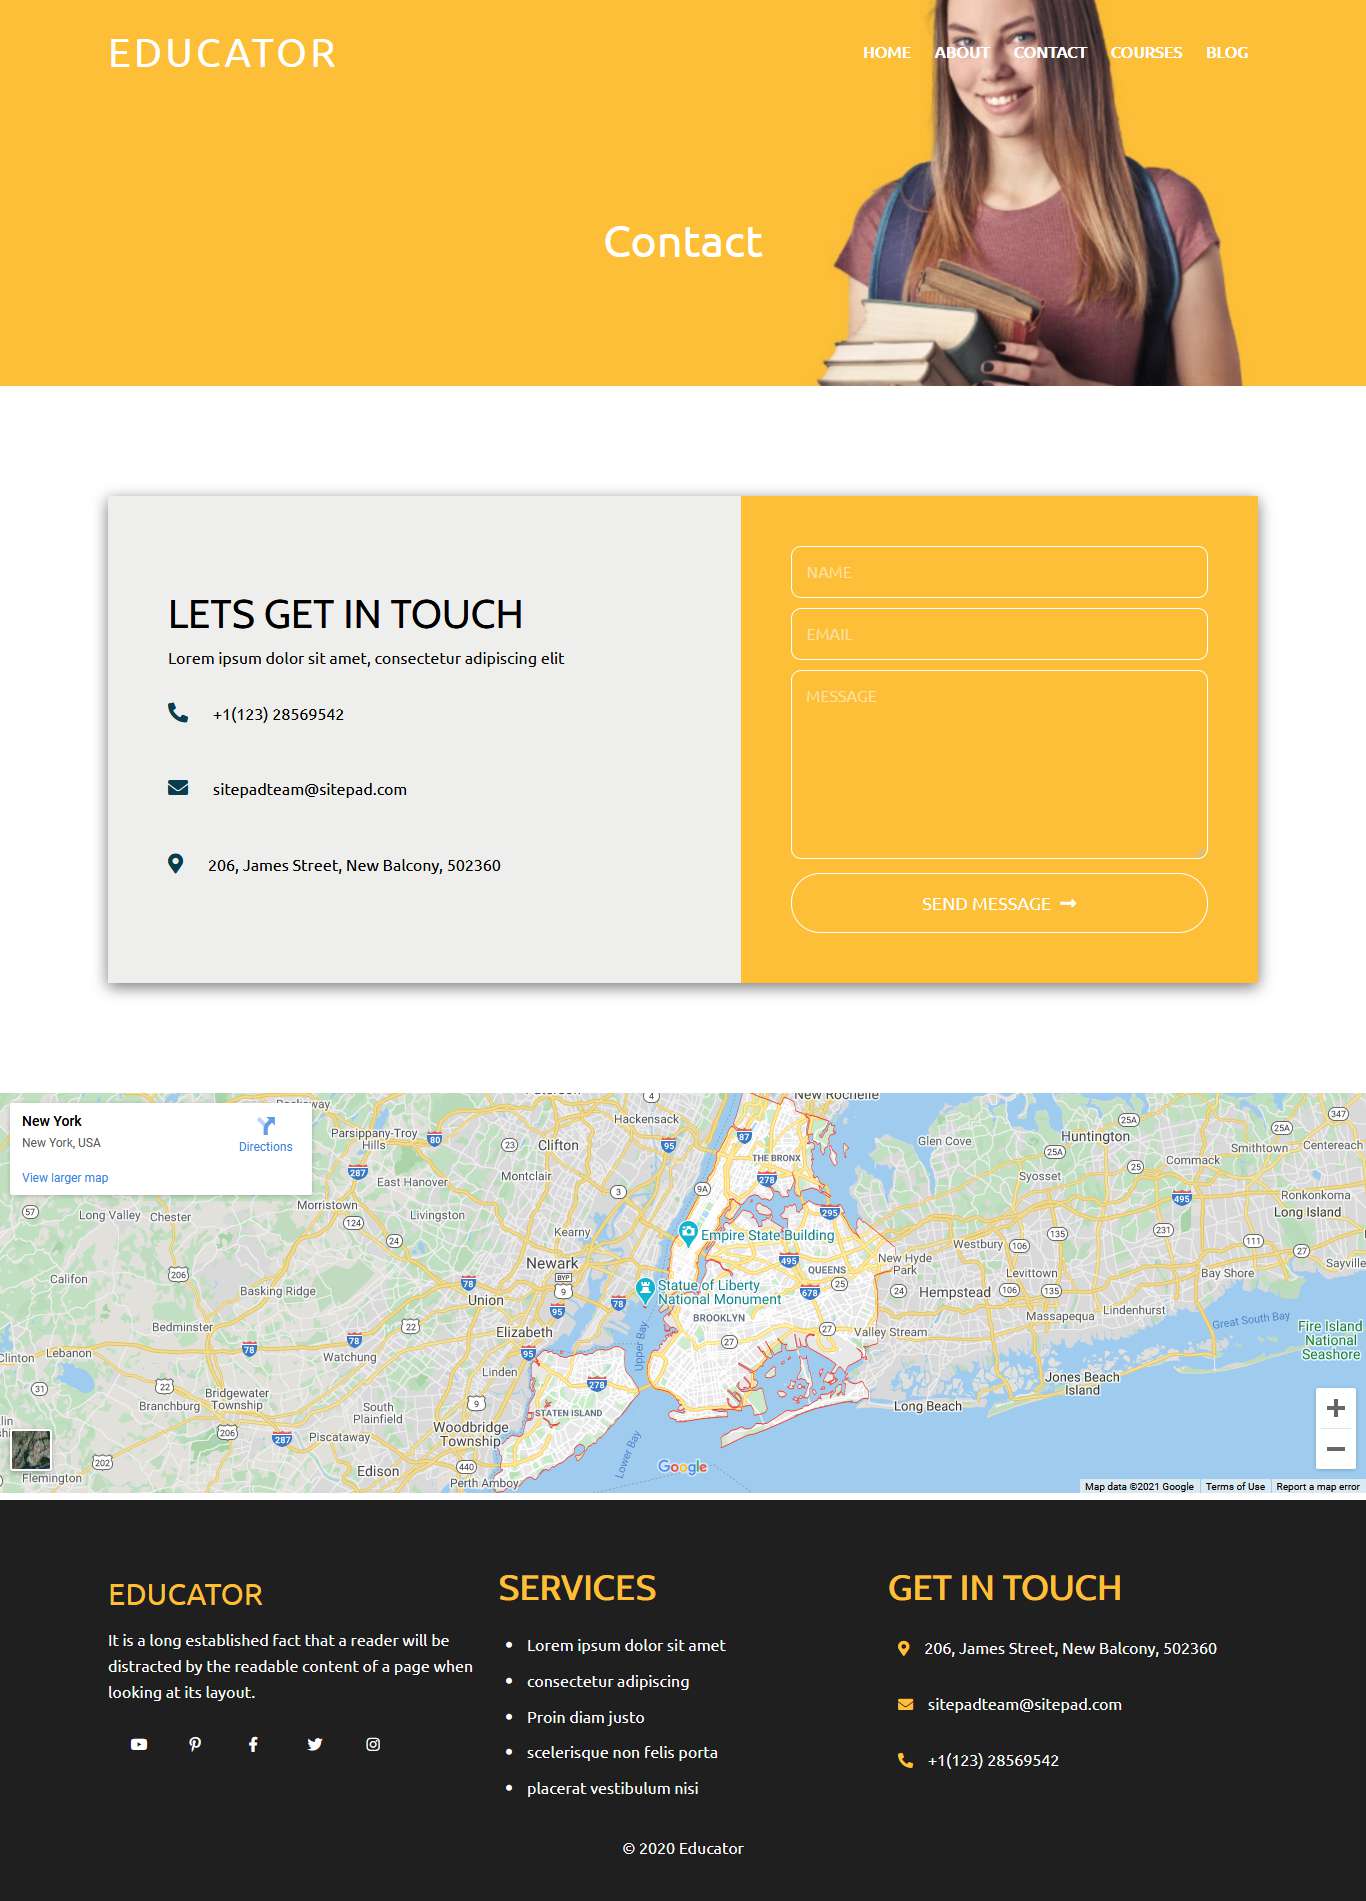 EDUCATOR
HOME ABOUT CONTACT COURSES BLOG
Contact
LETS GET IN TOUCH
Lorem ipsum dolor sit amet, consectetur adipiscing elit
+1(123) 28569542
sitepadteam@sitepad.com
206, James Street, New Balcony, 502360
NAME
EMAIL
MESSAGE
SEND MESSAGE
New York
New York, USA
Directions
View larger map
Parsippany-Troy
Hills
East Hanover
Morristown
Long Valley
Chester
Livingston
Hackensack
Clifton
Montclair
Kearny
Newark
New Rochelle
THE BRONX
Empire State Building
Statue of Liberty
National Monument
BROOKLYN
QUEENS
Glen Cove
Huntington
Syosset
Commack
Smithtown
Centereach
Ronkonkoma
Long Island
New Hyde
Park
Westbury
Levittown
Hempstead
Bay Shore
Sayville
Massapequa
Lindenhurst
Great South Bay
Fire Island
National
Seashore
Valley Stream
Jones Beach
Island
Long Beach
Califon
Basking Ridge
Union
Elizabeth
Bedminster
Lebanon
Clinton
Watchung
Linden
Upper Bay
Bridgewater
Township
Branchburg
South
Plainfield
Piscataway
STATEN ISLAND
Woodbridge
Township
Edison
Perth Amboy
Lower Bay
Flemington
Google
Map data ©2021 Google
Terms of Use
Report a map error
EDUCATOR
It is a long established fact that a reader will be
distracted by the readable content of a page when
looking at its layout.
SERVICES
Lorem ipsum dolor sit amet
consectetur adipiscing
Proin diam justo
scelerisque non felis porta
placerat vestibulum nisi
GET IN TOUCH
206, James Street, New Balcony, 502360
sitepadteam@sitepad.com
+1(123) 28569542
© 2020 Educator